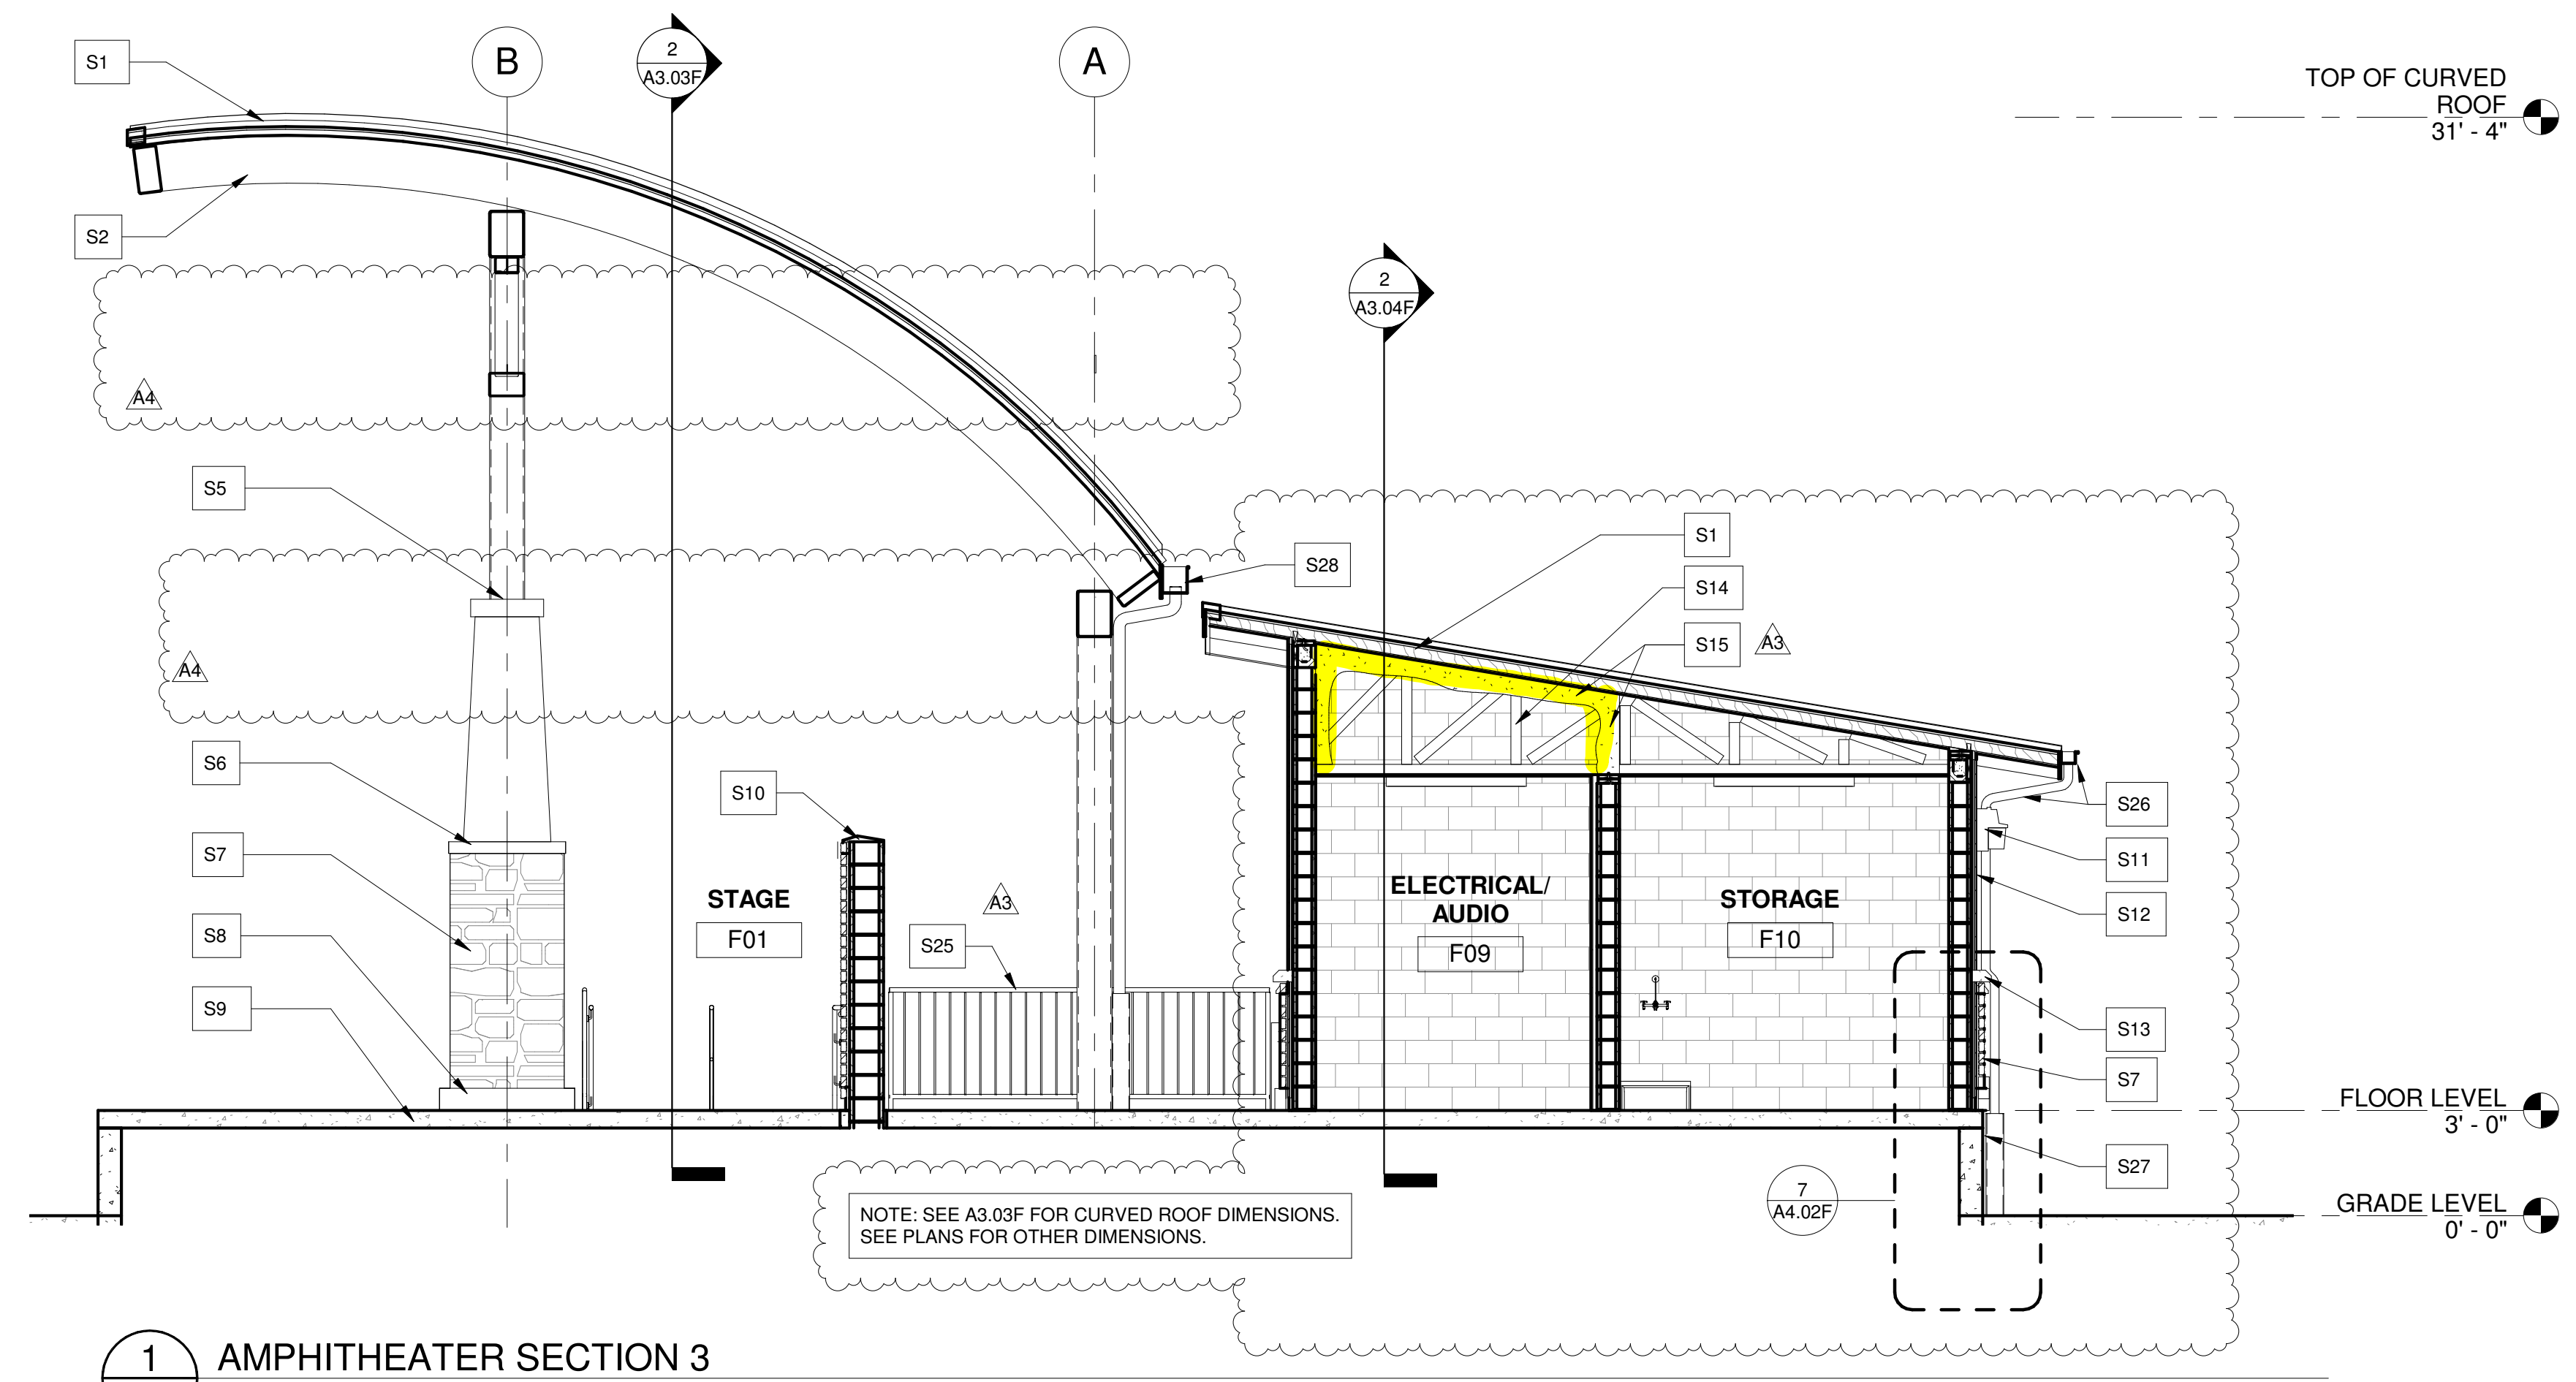 S1
B
2
A3.03F
A
TOP OF CURVED
ROOF
31' - 4"
S2
2
A3.04F
A4
S5
S1
S28
S14
S15
A3
A4
S6
S10
S26
S7
S11
STAGE
F01
A3
ELECTRICAL/
AUDIO
F09
STORAGE
F10
S12
S8
S25
S9
S13
S7
FLOOR LEVEL
3' - 0"
S27
7
A4.02F
GRADE LEVEL
0' - 0"
NOTE: SEE A3.03F FOR CURVED ROOF DIMENSIONS.
SEE PLANS FOR OTHER DIMENSIONS.
1
AMPHITHEATER SECTION 3